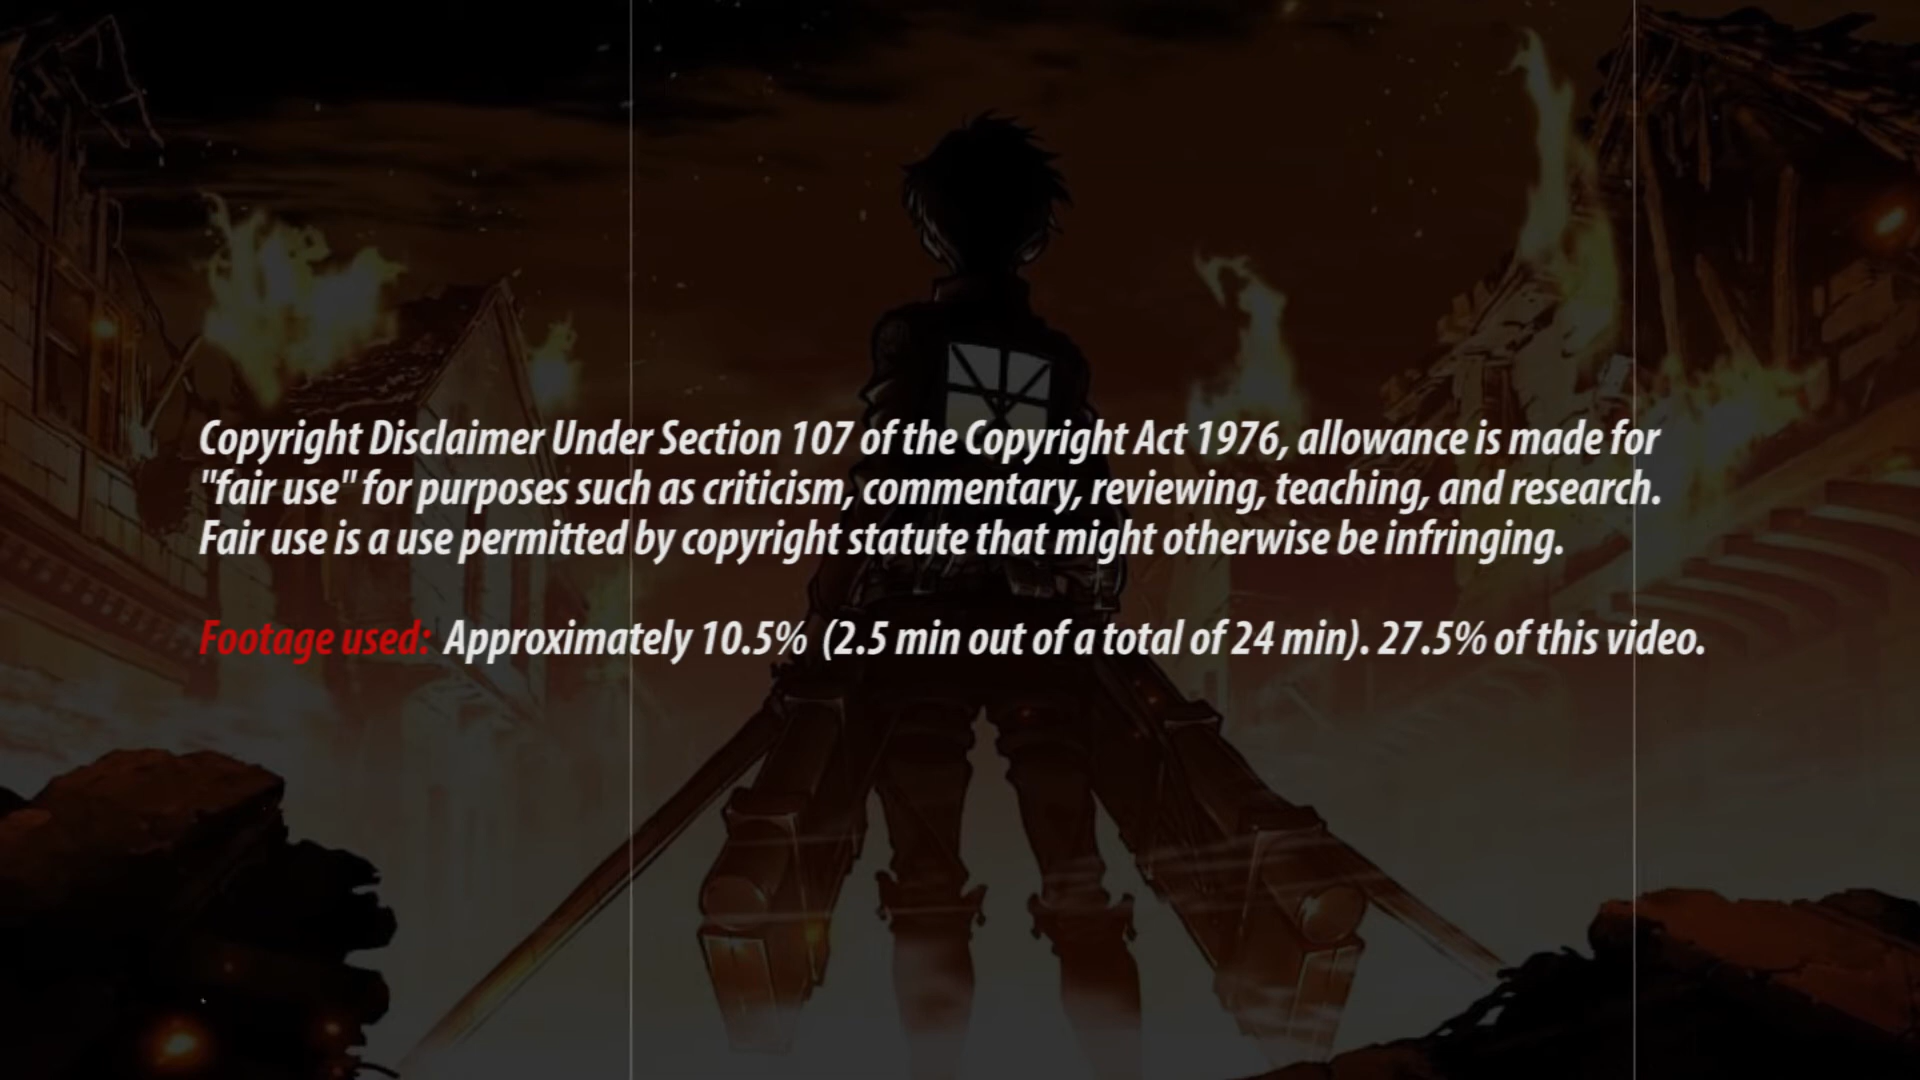 Copyright Disclaimer Under Section 107 of the Copyright Act 1976, allowance is made for
"fair use" for purposes such as criticism, commentary, reviewing, teaching, and research.
Fair use is a use permitted by copyright statute that might otherwise be infringing.
Footage used: Approximately 10.5% (2.5 min out of a total of 24 min). 27.5% of this video.